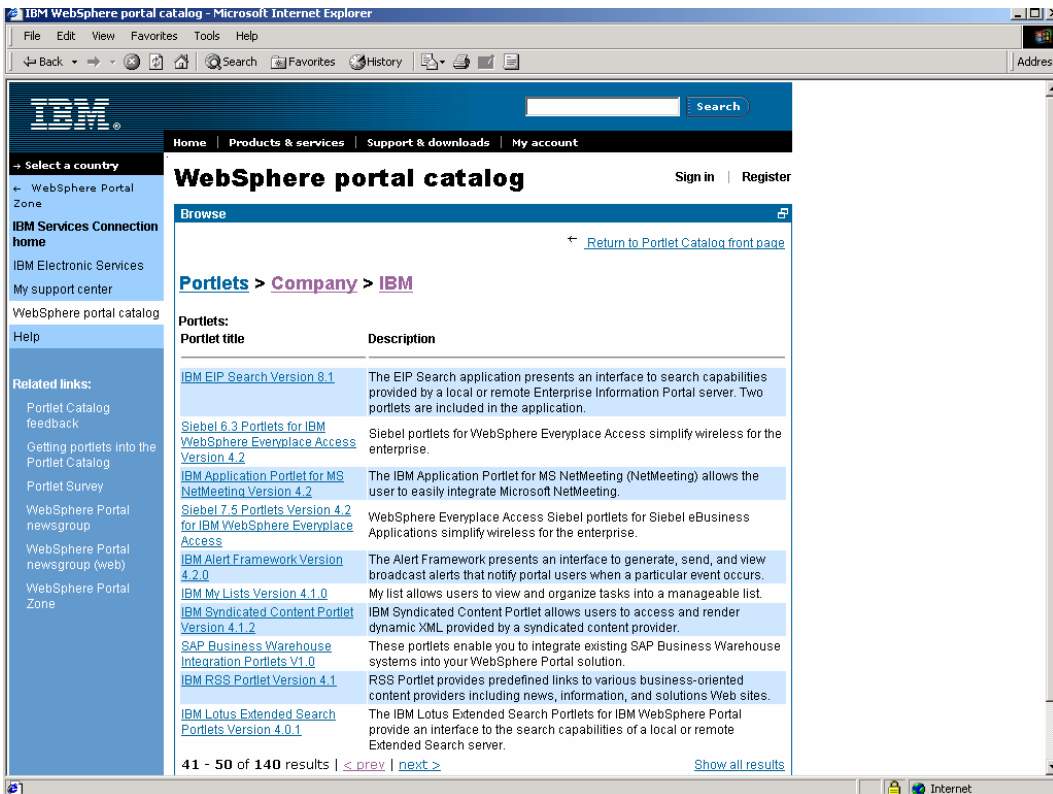 IBM WebSphere portal catalog - Microsoft Internet Explorer
File Edit View Favorites Tools Help
Back Search Favorites History Addres
IBM®
Search
Home | Products & services | Support & downloads | My account
→ Select a country
← WebSphere Portal
Zone
IBM Services Connection
home
IBM Electronic Services
My support center
WebSphere portal catalog
Help
Related links:
Portlet Catalog
feedback
Getting portlets into the
Portlet Catalog
Portlet Survey
WebSphere Portal
newsgroup
WebSphere Portal
newsgroup (web)
WebSphere Portal
Zone
WebSphere portal catalog
Sign in | Register
Browse
← Return to Portlet Catalog front page
Portlets > Company > IBM
Portlets:
Portlet title Description
IBM EIP Search Version 8.1
The EIP Search application presents an interface to search capabilities
provided by a local or remote Enterprise Information Portal server. Two
portlets are included in the application.
Siebel 6.3 Portlets for IBM
WebSphere Everyplace Access
Version 4.2
Siebel portlets for WebSphere Everyplace Access simplify wireless for the
enterprise.
IBM Application Portlet for MS
NetMeeting Version 4.2
The IBM Application Portlet for MS NetMeeting (NetMeeting) allows the
user to easily integrate Microsoft NetMeeting.
Siebel 7.5 Portlets Version 4.2
for IBM WebSphere Everyplace
Access
WebSphere Everyplace Access Siebel portlets for Siebel eBusiness
Applications simplify wireless for the enterprise.
IBM Alert Framework Version
4.2.0
The Alert Framework presents an interface to generate, send, and view
broadcast alerts that notify portal users when a particular event occurs.
IBM My Lists Version 4.1.0
My list allows users to view and organize tasks into a manageable list.
IBM Syndicated Content Portlet
Version 4.1.2
IBM Syndicated Content Portlet allows users to access and render
dynamic XML provided by a syndicated content provider.
SAP Business Warehouse
Integration Portlets V1.0
These portlets enable you to integrate existing SAP Business Warehouse
systems into your WebSphere Portal solution.
IBM RSS Portlet Version 4.1
RSS Portlet provides predefined links to various business-oriented
content providers including news, information, and solutions Web sites.
IBM Lotus Extended Search
Portlets Version 4.0.1
The IBM Lotus Extended Search Portlets for IBM WebSphere Portal
provide an interface to the search capabilities of a local or remote
Extended Search server.
41 - 50 of 140 results | < prev | next >
Show all results
Internet